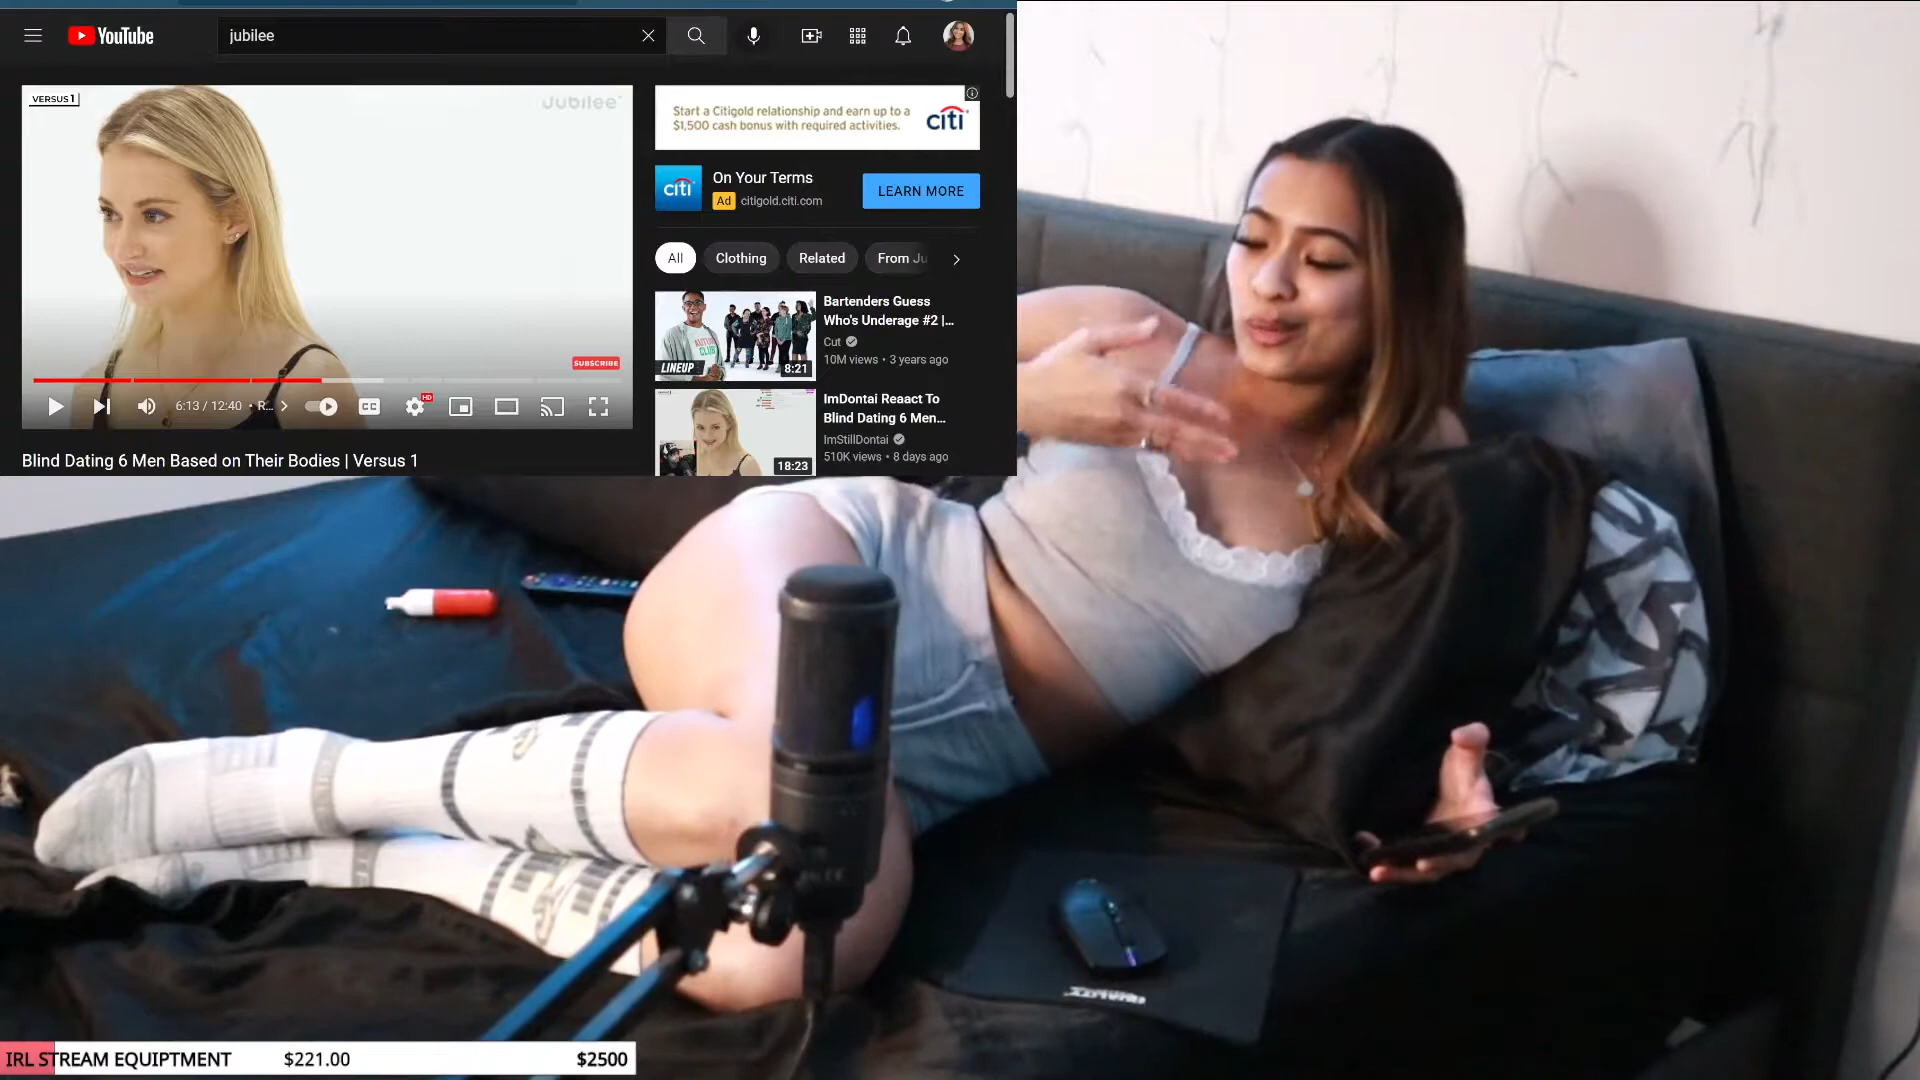 YouTube
jubilee
VERSUS 1
Jubilee
SUBSCRIBE
6:13 / 12:40 • R...
CC
HD
Blind Dating 6 Men Based on Their Bodies | Versus 1
Start a Citigold relationship and earn up to a
$1,500 cash bonus with required activities.
citi
citi
On Your Terms
Ad citigold.citi.com
LEARN MORE
All
Clothing
Related
From Ju
AUTUMN
CLUB
LINEUP
8:21
Bartenders Guess
Who's Underage #2 |...
Cut
10M views • 3 years ago
18:23
ImDontai Reaact To
Blind Dating 6 Men...
ImStillDontai
510K views • 8 days ago
IRL STREAM EQUIPTMENT $221.00 $2500